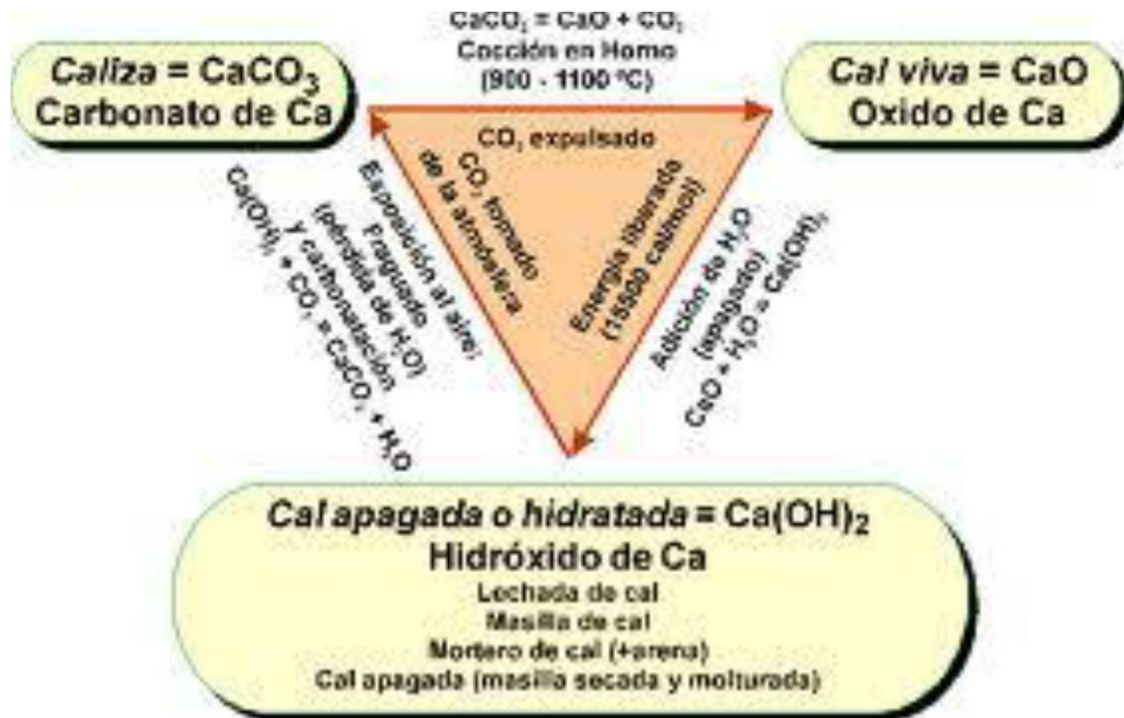 CaCO₃ = CaO + CO₂
Cocción en Horno
(900 - 1100 ºC)
Caliza = CaCO₃
Carbonato de Ca
Cal viva = CaO
Oxido de Ca
CO₂ expulsado
CO₂ tomado
de la atmósfera
Energía liberada
(15500 cal/mol)
Exposición al aire;
Fraguado
(pérdida de H₂O)
y carbonatación
Ca(OH)₂ + CO₂ = CaCO₃ + H₂O
Adición de H₂O
(apagado)
CaO + H₂O = Ca(OH)₂
Cal apagada o hidratada = Ca(OH)₂
Hidróxido de Ca
Lechada de cal
Masilla de cal
Mortero de cal (+arena)
Cal apagada (masilla secada y molturada)